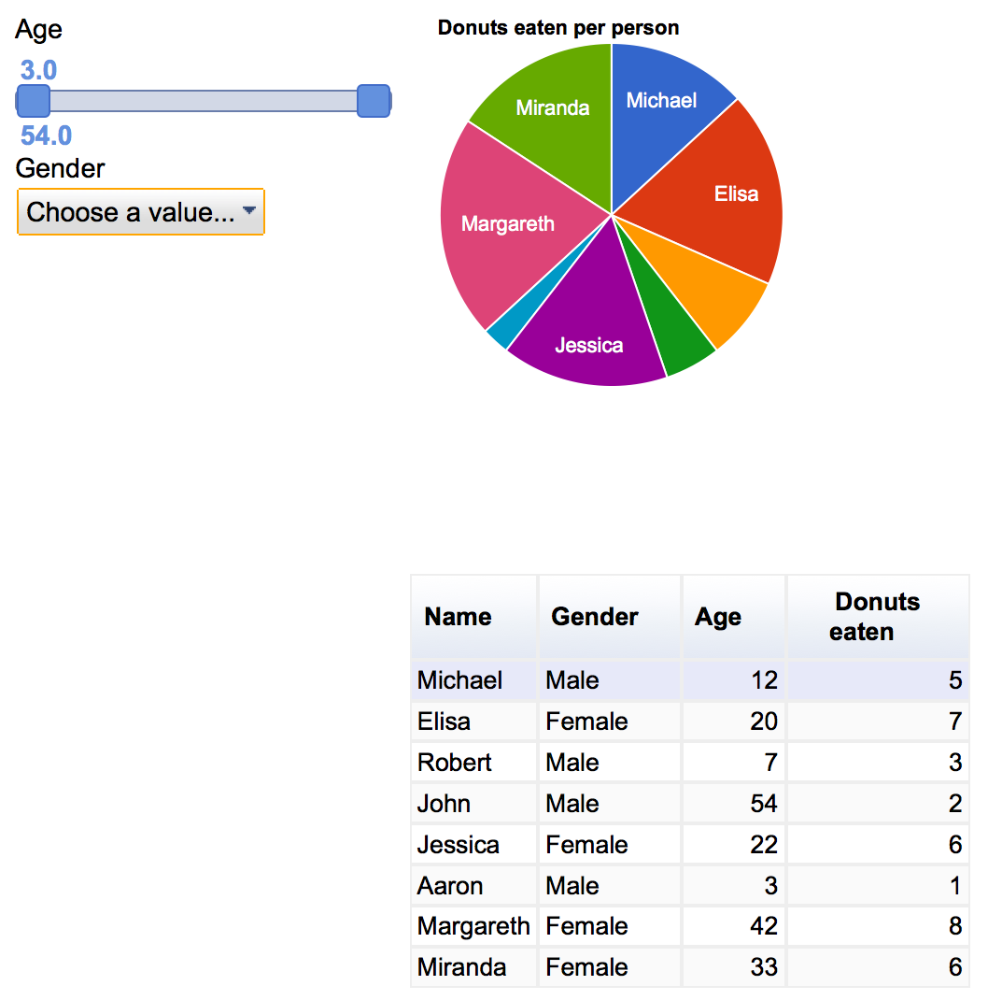 Age
3.0
54.0
Gender
Choose a value...
Donuts eaten per person
Miranda
Michael
Elisa
Margareth
Jessica
Name Gender Age Donuts
eaten
Michael Male 12 5
Elisa Female 20 7
Robert Male 7 3
John Male 54 2
Jessica Female 22 6
Aaron Male 3 1
Margareth Female 42 8
Miranda Female 33 6